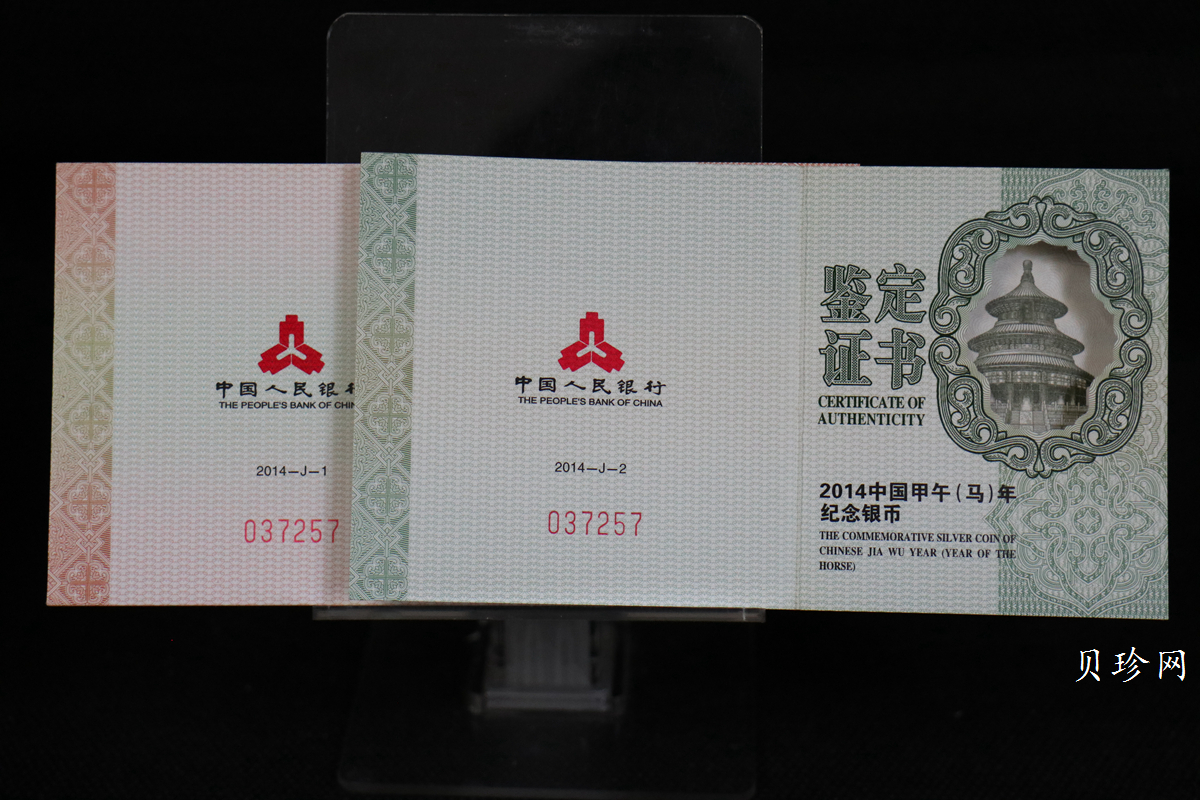 中国人民银行
THE PEOPLE'S BANK OF CHIN
2014—J—1
037257
中国人民银行
THE PEOPLE'S BANK OF CHINA
2014—J—2
037257
鉴定
证书
CERTIFICATE OF
AUTHENTICITY
2014中国甲午(马)年
纪念银币
THE COMMEMORATIVE SILVER COIN OF
CHINESE JIA WU YEAR (YEAR OF THE
HORSE)
贝珍网